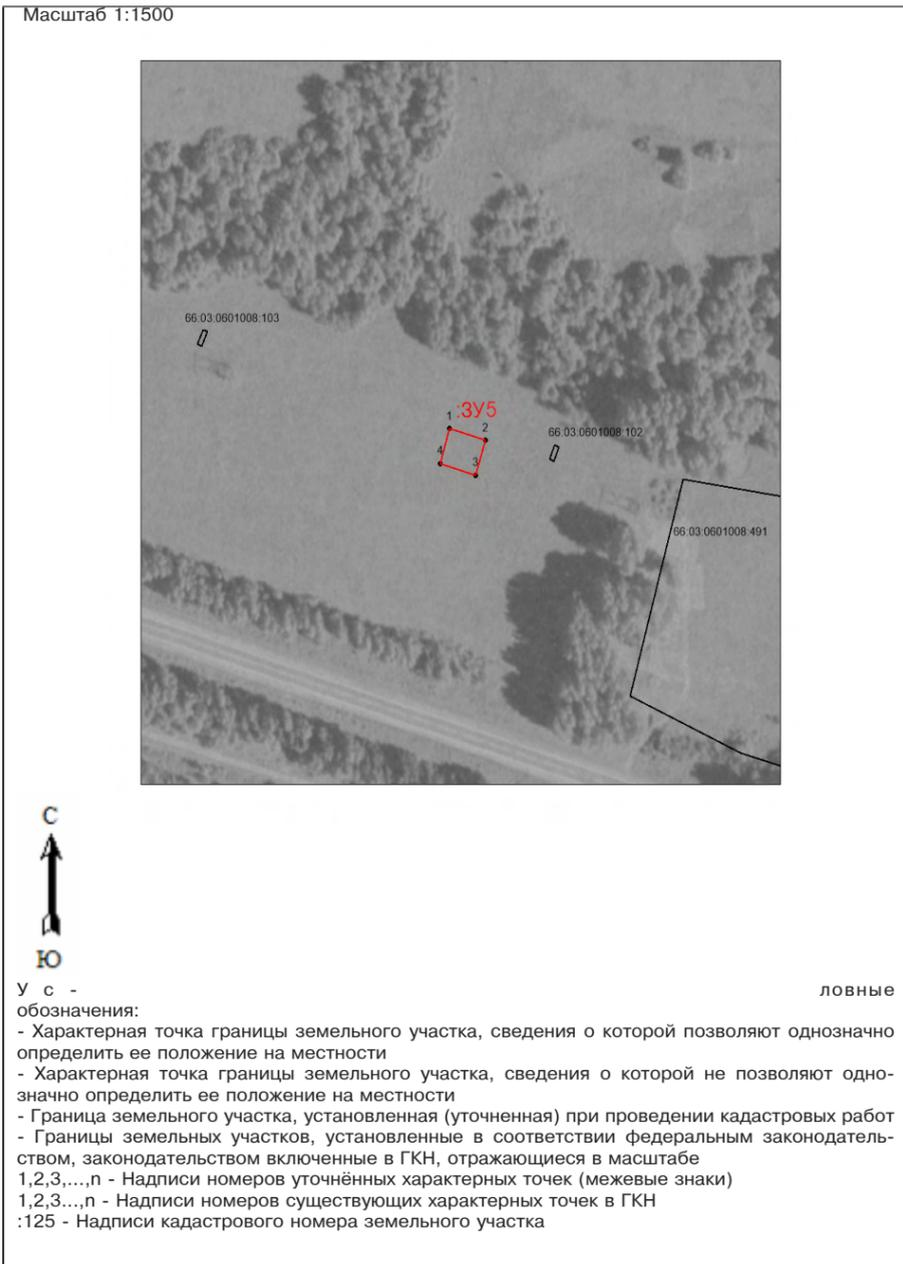 Масштаб 1:1500
66:03:0601008:103
:ЗУ5
1
2
66:03:0601008:102
4
3
66:03:0601008:491
С
Ю
У с - ловные
обозначения:
- Характерная точка границы земельного участка, сведения о которой позволяют однозначно
определить ее положение на местности
- Характерная точка границы земельного участка, сведения о которой не позволяют одно-
значно определить ее положение на местности
- Граница земельного участка, установленная (уточненная) при проведении кадастровых работ
- Границы земельных участков, установленные в соответствии федеральным законодатель-
ством, законодательством включенные в ГКН, отражающиеся в масштабе
1,2,3,...,n - Надписи номеров уточнённых характерных точек (межевые знаки)
1,2,3...,n - Надписи номеров существующих характерных точек в ГКН
:125 - Надписи кадастрового номера земельного участка